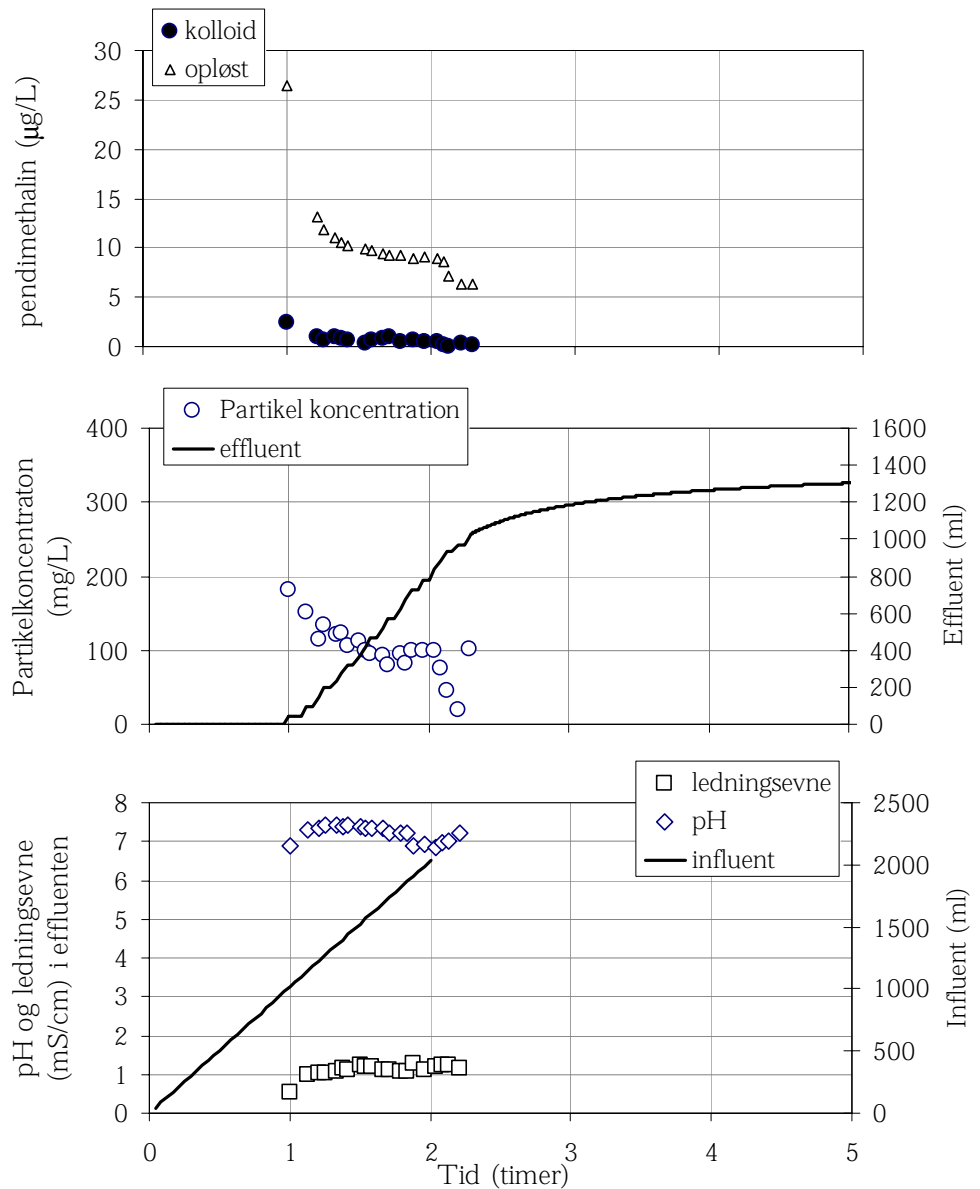 kolloid
opløst
pendimethalin (µg/L)
30
25
20
15
10
5
0
Partikel koncentration
effluent
Partikelkoncentraton
(mg/L)
400
300
200
100
0
1600
1400
1200
1000
800
600
400
200
0
Effluent (ml)
ledningsevne
pH
influent
pH og ledningsevne
(mS/cm) i effluenten
8
7
6
5
4
3
2
1
0
2500
2000
1500
1000
500
0
Influent (ml)
0 1 2 3 4 5
Tid (timer)